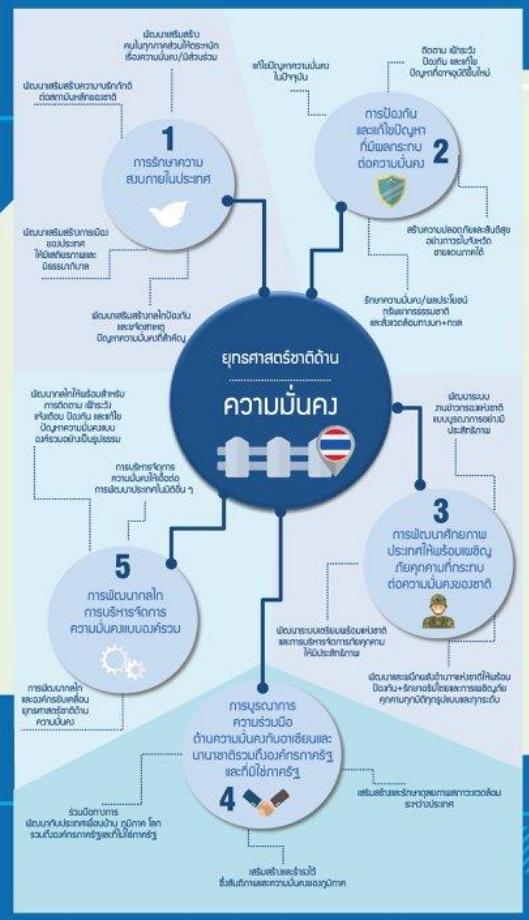 พัฒนาเสริมสร้าง
คนในทุกภาคส่วนให้ตระหนัก
เรื่องความมั่นคง/มีส่วนร่วม
พัฒนาเสริมสร้างความจงรักภักดี
ต่อสถาบันหลักของชาติ
1
การรักษาความ
สงบภายในประเทศ
พัฒนาเสริมสร้างการเมือง
ของประเทศ
ให้มีเสถียรภาพและ
มีธรรมาภิบาล
พัฒนาเสริมสร้างกลไกป้องกัน
และขจัดสาเหตุ
ปัญหาความมั่นคงที่สำคัญ
แก้ไขปัญหาความมั่นคง
ในปัจจุบัน
ติดตาม เฝ้าระวัง
ป้องกัน และแก้ไข
ปัญหาที่อาจอุบัติขึ้นใหม่
การป้องกัน
และแก้ไขปัญหา
ที่มีผลกระทบ
ต่อความมั่นคง
2
สร้างความปลอดภัยและสันติสุข
อย่างถาวรในจังหวัด
ชายแดนภาคใต้
รักษาความมั่นคง/ผลประโยชน์
ทรัพยากรธรรมชาติ
และสิ่งแวดล้อมทางบก+ทะเล
ยุทธศาสตร์ชาติด้าน
ความมั่นคง
พัฒนาระบบ
งานข่าวกรองแห่งชาติ
แบบบูรณาการอย่างมี
ประสิทธิภาพ
3
การพัฒนาศักยภาพ
ประเทศให้พร้อมเผชิญ
ภัยคุกคามที่กระทบ
ต่อความมั่นคงของชาติ
พัฒนาระบบเตรียมพร้อมแห่งชาติ
และการบริหารจัดการภัยคุกคาม
ให้มีประสิทธิภาพ
พัฒนาและผนึกพลังอำนาจแห่งชาติให้พร้อม
ป้องกัน+รักษาอธิปไตยและการเผชิญภัย
คุกคามทุกมิติทุกรูปแบบและทุกระดับ
การบูรณาการ
ความร่วมมือ
ด้านความมั่นคงกับอาเซียนและ
นานาชาติรวมถึงองค์กรภาครัฐ
และที่มิใช่ภาครัฐ
4
เสริมสร้างและรักษาดุลยภาพสภาวะแวดล้อม
ระหว่างประเทศ
ร่วมมือทางการ
พัฒนากับประเทศเพื่อนบ้าน ภูมิภาค โลก
รวมถึงองค์กรภาครัฐและที่ไม่ใช่ภาครัฐ
เสริมสร้างและธำรงไว้
ซึ่งสันติภาพและความมั่นคงของภูมิภาค
พัฒนากลไกให้พร้อมสำหรับ
การติดตาม เฝ้าระวัง
แจ้งเตือน ป้องกัน และแก้ไข
ปัญหาความมั่นคงแบบ
องค์รวมอย่างเป็นรูปธรรม
การบริหารจัดการ
ความมั่นคงให้เอื้อต่อ
การพัฒนาประเทศในมิติอื่น ๆ
5
การพัฒนากลไก
การบริหารจัดการ
ความมั่นคงแบบองค์รวม
การพัฒนากลไก
และองค์กรขับเคลื่อน
ยุทธศาสตร์ชาติด้าน
ความมั่นคง